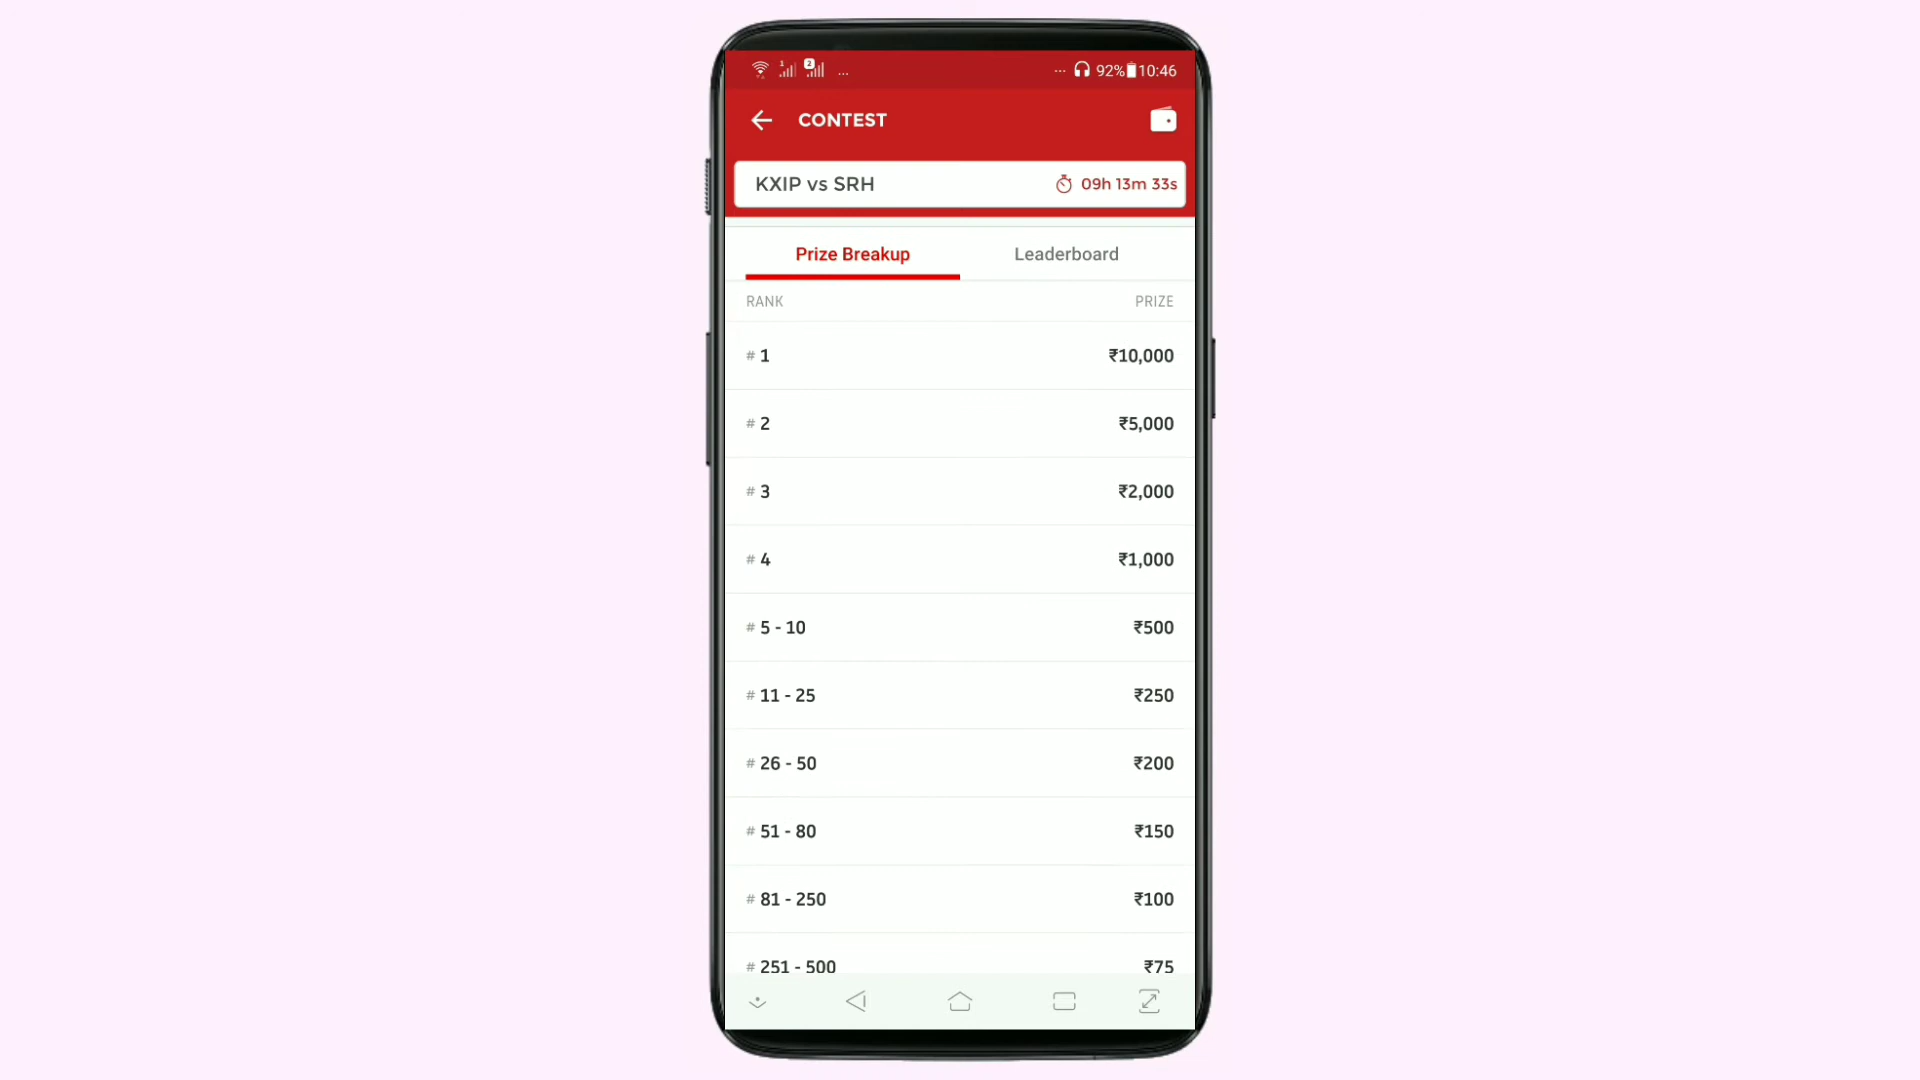 1 2 ... ... 92% 10:46
CONTEST
KXIP vs SRH 09h 13m 33s
Prize Breakup Leaderboard
RANK PRIZE
# 1 ₹10,000
# 2 ₹5,000
# 3 ₹2,000
# 4 ₹1,000
# 5 - 10 ₹500
# 11 - 25 ₹250
# 26 - 50 ₹200
# 51 - 80 ₹150
# 81 - 250 ₹100
# 251 - 500 ₹75